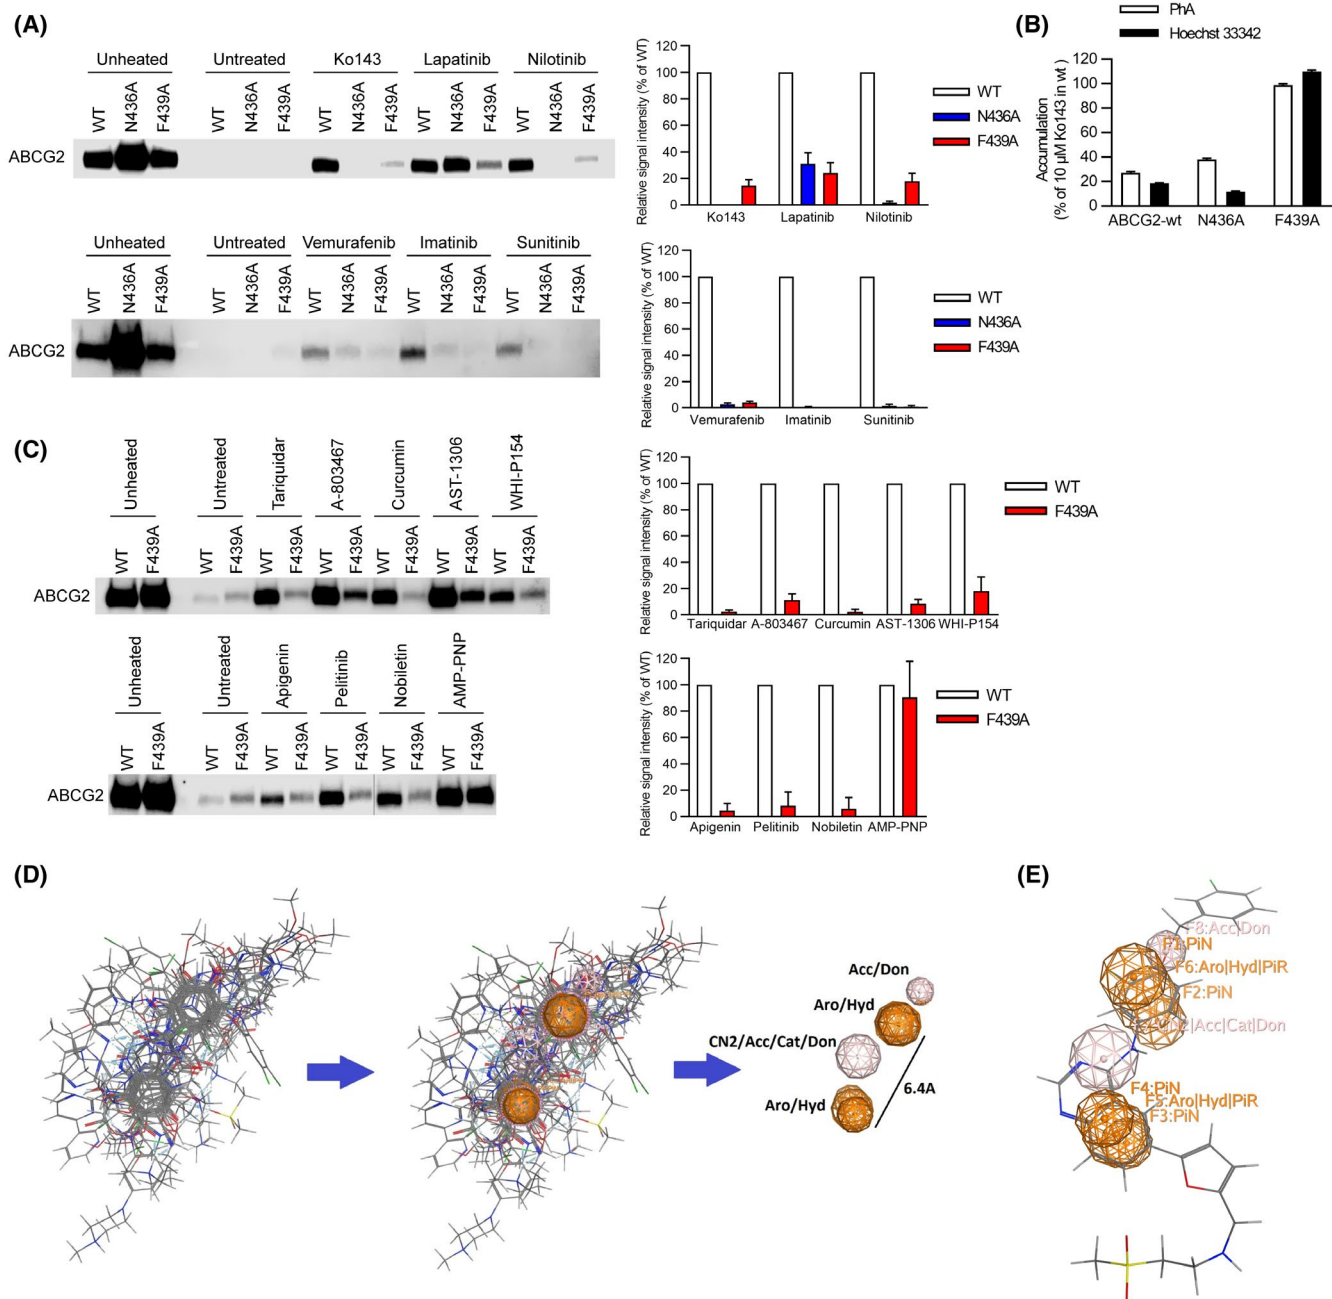 (A)
Unheated Untreated Ko143 Lapatinib Nilotinib
WT N436A F439A WT N436A F439A WT N436A F439A WT N436A F439A WT N436A F439A
ABCG2
Relative signal intensity (% of WT)
120
100
80
60
40
20
0
Ko143 Lapatinib Nilotinib
WT
N436A
F439A
(B)
PhA
Hoechst 33342
Accumulation
(% of 10 µM Ko143 in wt )
120
100
80
60
40
20
0
ABCG2-wt N436A F439A
Unheated Untreated Vemurafenib Imatinib Sunitinib
WT N436A F439A WT N436A F439A WT N436A F439A WT N436A F439A WT N436A F439A
ABCG2
Relative signal intensity (% of WT)
120
100
80
60
40
20
0
Vemurafenib Imatinib Sunitinib
WT
N436A
F439A
(C)
Unheated Untreated Tariquidar A-803467 Curcumin AST-1306 WHI-P154
WT F439A WT F439A WT F439A WT F439A WT F439A WT F439A WT F439A
ABCG2
Relative signal intensity (% of WT)
120
100
80
60
40
20
0
Tariquidar A-803467 Curcumin AST-1306 WHI-P154
WT
F439A
Unheated Untreated Apigenin Pelitinib Nobiletin AMP-PNP
WT F439A WT F439A WT F439A WT F439A WT F439A WT F439A
ABCG2
Relative signal intensity (% of WT)
120
100
80
60
40
20
0
Apigenin Pelitinib Nobiletin AMP-PNP
WT
F439A
(D)
Acc/Don
Aro/Hyd
CN2/Acc/Cat/Don
Aro/Hyd
6.4A
(E)
F8:Acc|Don
F1:PiN
F6:Aro|Hyd|PiR
F2:PiN
CN2|Acc|Cat|Don
F4:PiN
F5:Aro|Hyd|PiR
F3:PiN